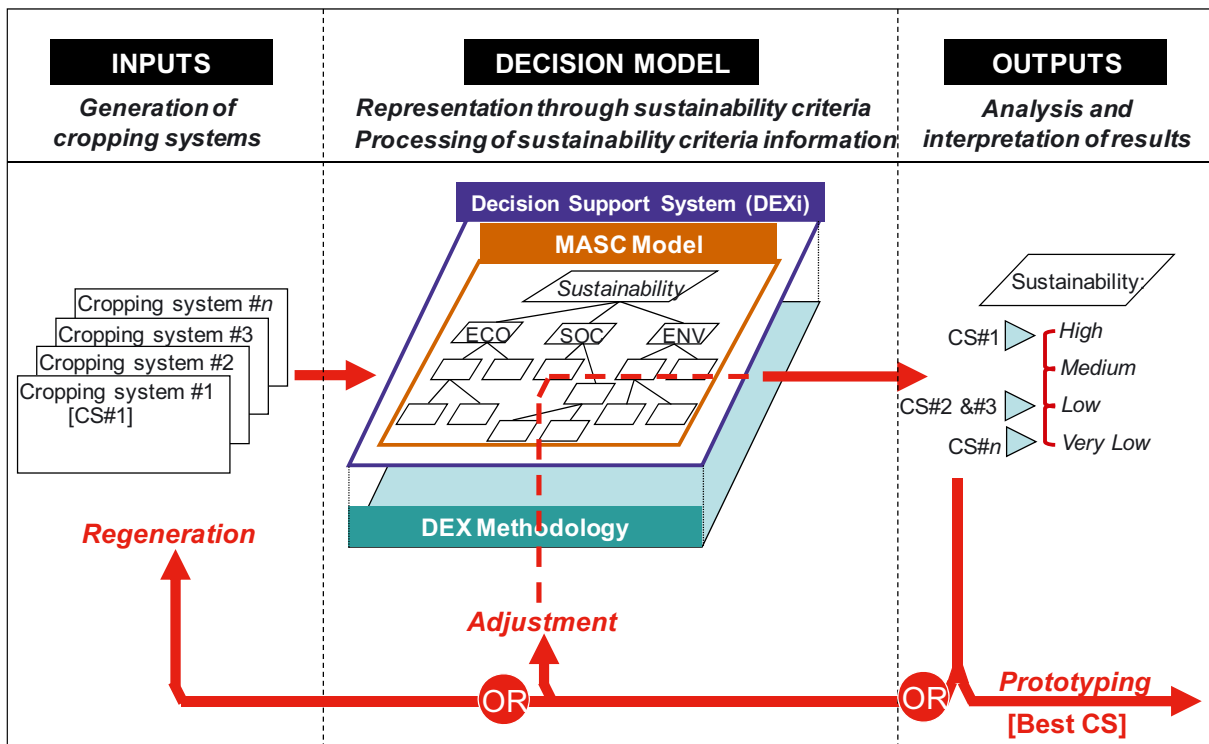 INPUTS
Generation of
cropping systems
DECISION MODEL
Representation through sustainability criteria
Processing of sustainability criteria information
OUTPUTS
Analysis and
interpretation of results
Cropping system #n
Cropping system #3
Cropping system #2
Cropping system #1
[CS#1]
Decision Support System (DEXi)
MASC Model
Sustainability
ECO
SOC
ENV
DEX Methodology
Sustainability:
CS#1
High
Medium
CS#2 &#3
Low
CS#n
Very Low
Regeneration
Adjustment
OR
OR
Prototyping
[Best CS]